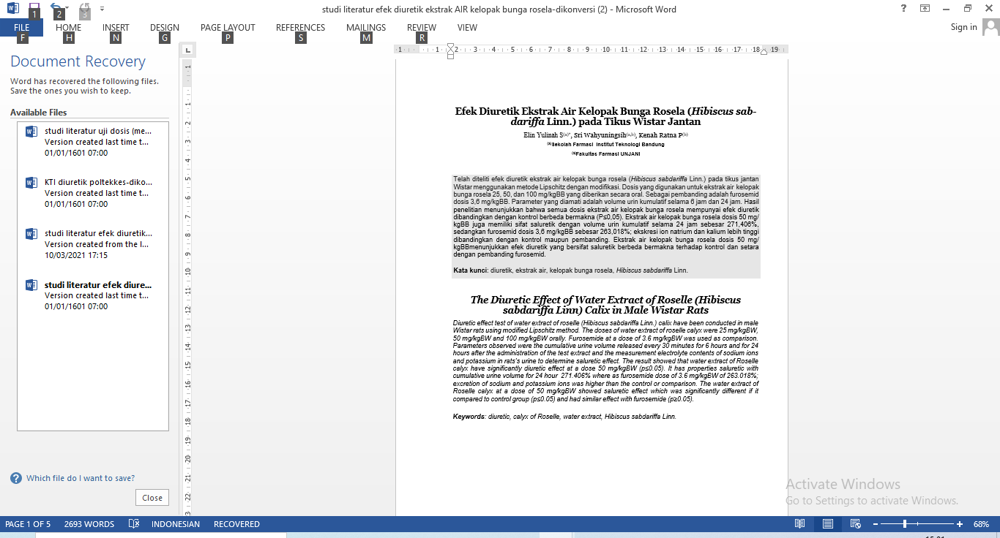 studi literatur efek diuretik ekstrak AIR kelopak bunga rosela-dikonversi (2) - Microsoft Word
1 2 3
FILE HOME INSERT DESIGN PAGE LAYOUT REFERENCES MAILINGS REVIEW VIEW
Sign in
F H N G P S M R
Document Recovery
Word has recovered the following files.
Save the ones you wish to keep.
Available Files
studi literatur uji dosis (me...
Version created last time t...
01/01/1601 07:00
KTI diuretik poltekkes-diko...
Version created last time t...
01/01/1601 07:00
studi literatur efek diuretik...
Version created from the l...
10/03/2021 17:15
studi literatur efek diure...
Version created last time t...
01/01/1601 07:00
Which file do I want to save?
Close
Efek Diuretik Ekstrak Air Kelopak Bunga Rosela (Hibiscus sab-
dariffa Linn.) pada Tikus Wistar Jantan
Elin Yulinah S(a)*, Sri Wahyuningsih(a,b), Kenah Ratna P(b)
(a)Sekolah Farmasi Institut Teknologi Bandung
(b)Fakultas Farmasi UNJANI
Telah diteliti efek diuretik ekstrak air kelopak bunga rosela (Hibiscus sabdariffa Linn.) pada tikus jantan
Wistar menggunakan metode Lipschitz dengan modifikasi. Dosis yang digunakan untuk ekstrak air kelopak
bunga rosela 25, 50, dan 100 mg/kgBB yang diberikan secara oral. Sebagai pembanding adalah furosemid
dosis 3,6 mg/kgBB. Parameter yang diamati adalah volume urin kumulatif selama 6 jam dan 24 jam. Hasil
penelitian menunjukkan bahwa semua dosis ekstrak air kelopak bunga rosela mempunyai efek diuretik
dibandingkan dengan kontrol berbeda bermakna (P≤0,05). Ekstrak air kelopak bunga rosela dosis 50 mg/
kgBB juga memiliki sifat saluretik dengan volume urin kumulatif selama 24 jam sebesar 271,406%,
sedangkan furosemid dosis 3,6 mg/kgBB sebesar 263,018%; ekskresi ion natrium dan kalium lebih tinggi
dibandingkan dengan kontrol maupun pembanding. Ekstrak air kelopak bunga rosela dosis 50 mg/
kgBBmenunjukkan efek diuretik yang bersifat saluretik berbeda bermakna terhadap kontrol dan setara
dengan pembanding furosemid.
Kata kunci: diuretik, ekstrak air, kelopak bunga rosela, Hibiscus sabdariffa Linn.
The Diuretic Effect of Water Extract of Roselle (Hibiscus
sabdariffa Linn) Calix in Male Wistar Rats
Diuretic effect test of water extract of roselle (Hibiscus sabdariffa Linn.) calix have been conducted in male
Wistar rats using modified Lipschitz method. The doses of water extract of roselle calyx were 25 mg/kgBW,
50 mg/kgBW and 100 mg/kgBW orally. Furosemide at a dose of 3.6 mg/kgBW was used as comparison.
Parameters observed were the cumulative urine volume released every 30 minutes for 6 hours and for 24
hours after the administration of the test extract and the measurement electrolyte contents of sodium ions
and potassium in rats's urine to determine saluretic effect. The result showed that water extract of Roselle
calyx have significantly diuretic effect at a dose 50 mg/kgBW (p≤0.05). It has properties saluretic with
cumulative urine volume for 24 hour 271.406% where as furosemide dose of 3.6 mg/kgBW of 263.018%;
excretion of sodium and potassium ions was higher than the control or comparison. The water extract of
Roselle calyx at a dose of 50 mg/kgBW showed saluretic effect which was significantly different if it
compared to control group (p≤0.05) and had similar effect with furosemide (p≥0.05).
Keywords: diuretic, calyx of Roselle, water extract, Hibiscus sabdariffa Linn.
Activate Windows
Go to Settings to activate Windows.
PAGE 1 OF 5 2693 WORDS INDONESIAN RECOVERED 68%